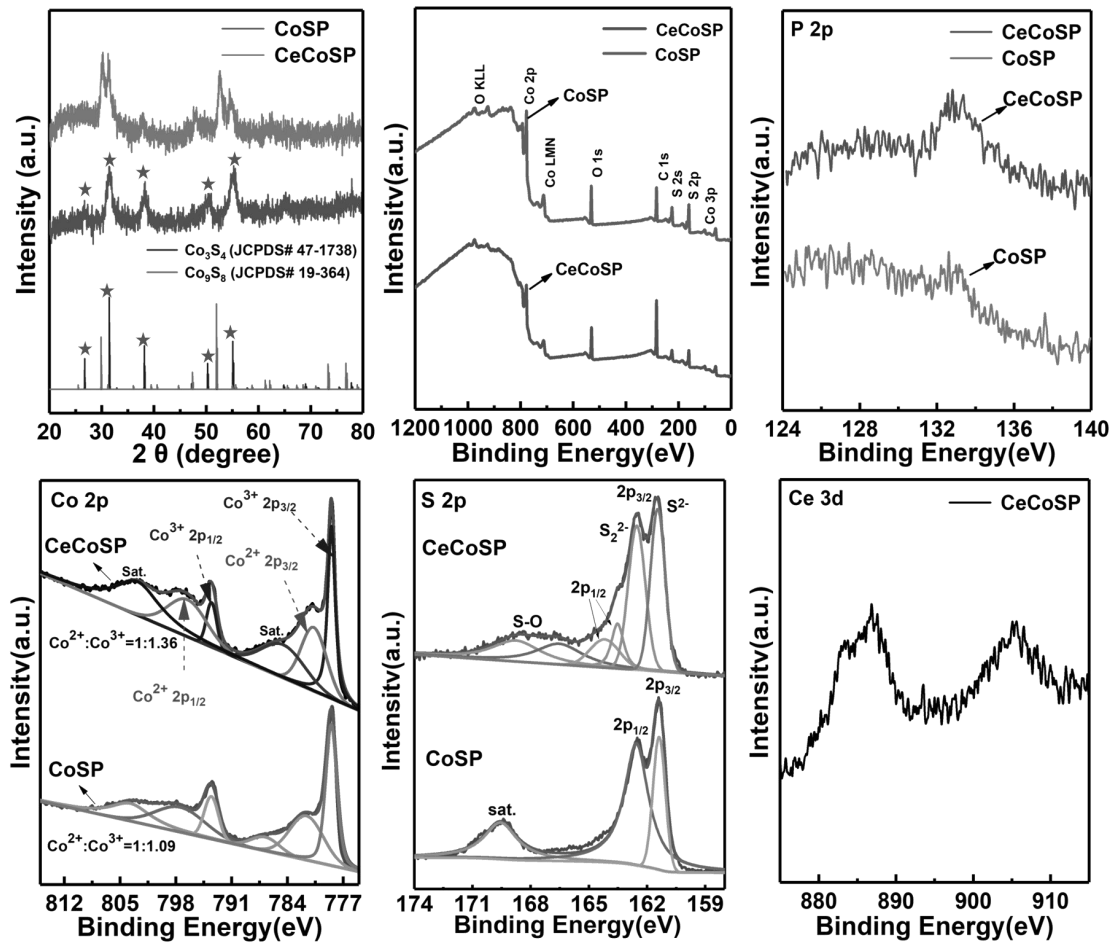 CoSP
CeCoSP
Co3S4 (JCPDS# 47-1738)
Co9S8 (JCPDS# 19-364)
Intensity (a.u.)
20 30 40 50 60 70 80
2 θ (degree)
CeCoSP
CoSP
O KLL
Co 2p
CoSP
Co LMN
O 1s
C 1s
S 2s
S 2p
Co 3p
CeCoSP
Intensitv(a.u.)
1200 1000 800 600 400 200 0
Binding Energy(eV)
P 2p
CeCoSP
CoSP
CeCoSP
CoSP
Intensitv(a.u.)
124 128 132 136 140
Binding Energy(eV)
Co 2p
Co3+ 2p3/2
Co3+ 2p1/2
CeCoSP
Co2+ 2p3/2
Sat.
Sat.
Co2+:Co3+=1:1.36
Co2+ 2p1/2
CoSP
Co2+:Co3+=1:1.09
Intensitv(a.u.)
812 805 798 791 784 777
Binding Energy(eV)
S 2p
2p3/2
S2-
S22-
CeCoSP
2p1/2
S-O
2p3/2
2p1/2
CoSP
sat.
Intensitv(a.u.)
174 171 168 165 162 159
Binding Energy(eV)
Ce 3d
CeCoSP
Intensitv(a.u.)
880 890 900 910
Binding Energy(eV)